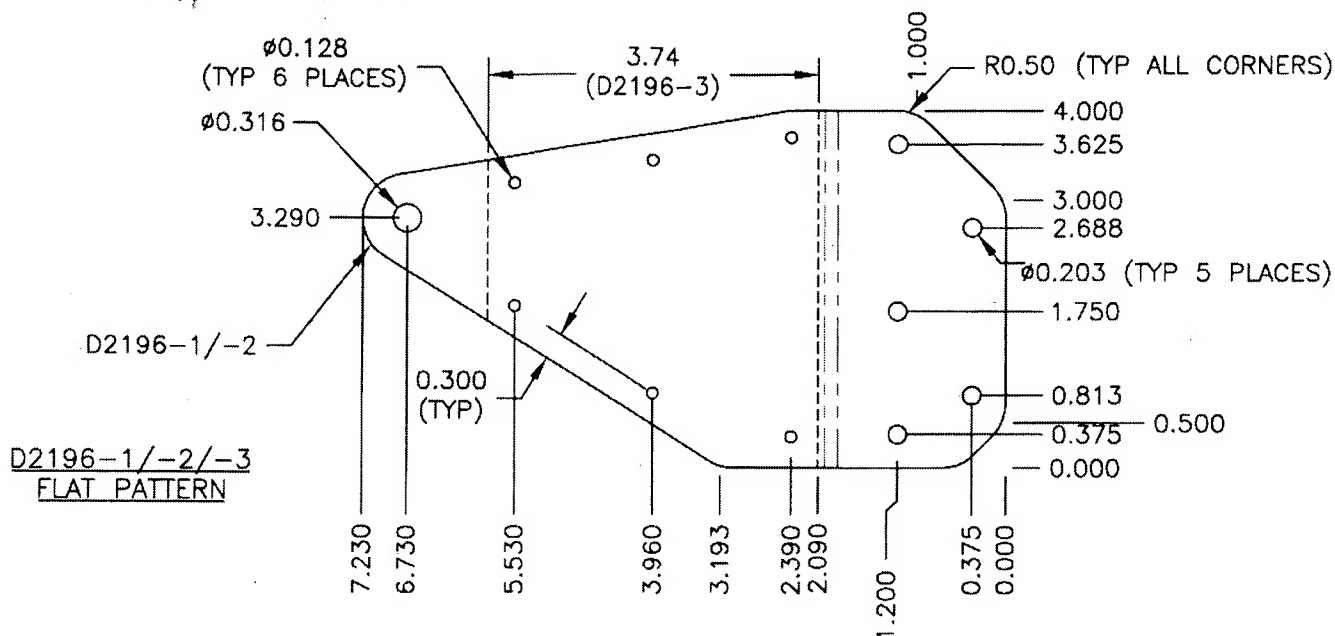 ø0.128
(TYP 6 PLACES)
3.74
(D2196-3)
1.000
R0.50 (TYP ALL CORNERS)
ø0.316
4.000
3.625
3.290
3.000
2.688
ø0.203 (TYP 5 PLACES)
1.750
D2196-1/-2
0.300
(TYP)
0.813
0.500
0.375
0.000
D2196-1/-2/-3
FLAT PATTERN
7.230
6.730
5.530
3.960
3.193
2.390
2.090
1.200
0.375
0.000